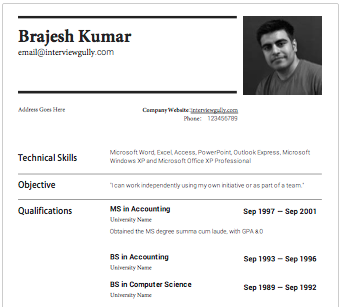 Brajesh Kumar
email@interviewgully.com
Address Goes Here
Company Website :interviewgully.com
Phone: 123456789
Technical Skills
Microsoft Word, Excel, Access, PowerPoint, Outlook Express, Microsoft
Windows XP and Microsoft Office XP Professional
Objective
"I can work independently using my own initiative or as part of a team."
Qualifications
MS in Accounting
Sep 1997 – Sep 2001
University Name
Obtained the MS degree summa cum laude, with GPA 4.0
BS in Accounting
Sep 1993 – Sep 1996
University Name
BS in Computer Science
Sep 1989 – Sep 1992
University Name